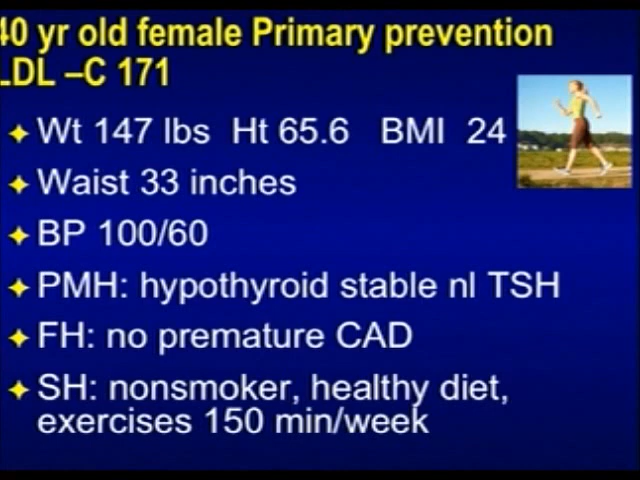 40 yr old female Primary prevention
LDL –C 171
Wt 147 lbs Ht 65.6 BMI 24
Waist 33 inches
BP 100/60
PMH: hypothyroid stable nl TSH
FH: no premature CAD
SH: nonsmoker, healthy diet,
exercises 150 min/week